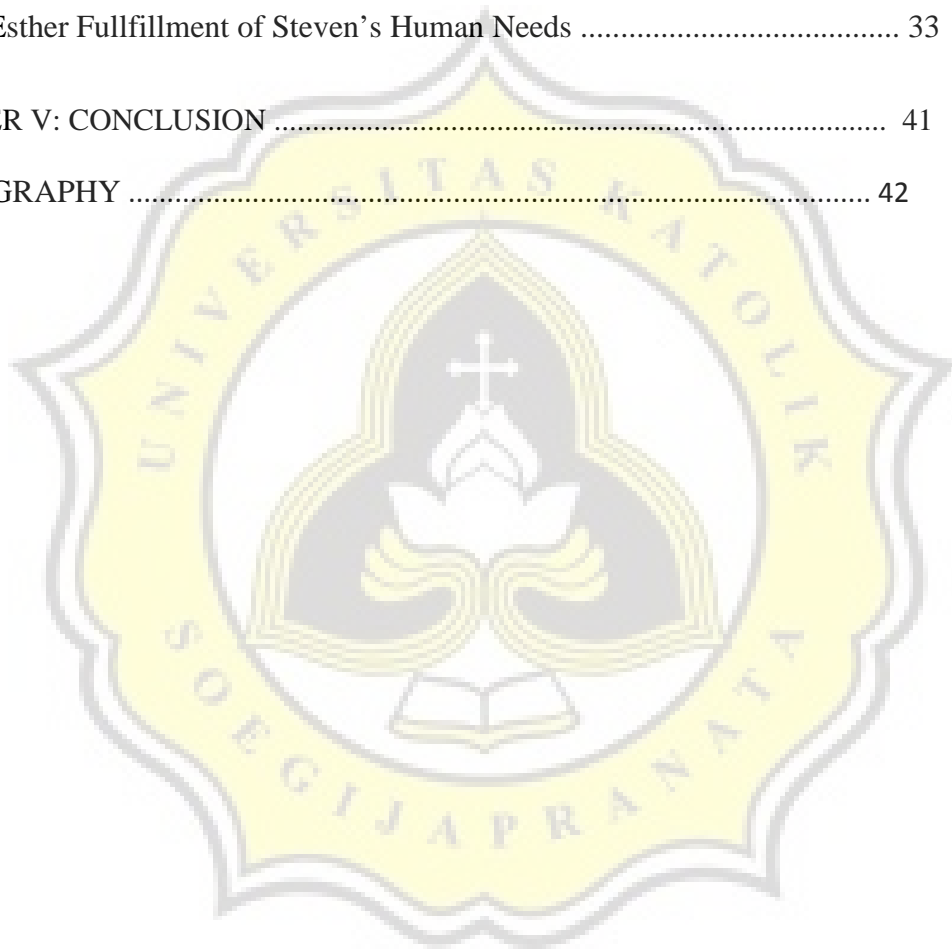 Esther Fullfillment of Steven’s Human Needs ....................................... 33
ER V: CONCLUSION ............................................................................ 41
GRAPHY ............................................................................................ 42
UNIVERSITAS KATOLIK
SOEGIJAPRANATA